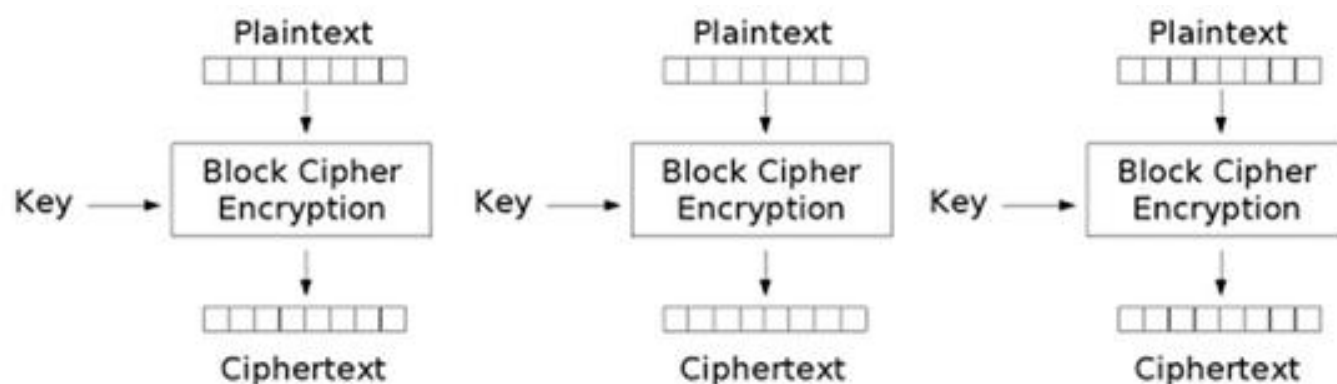 Plaintext Plaintext Plaintext
Block Cipher Block Cipher Block Cipher
Key Encryption Key Encryption Key Encryption
Ciphertext Ciphertext Ciphertext